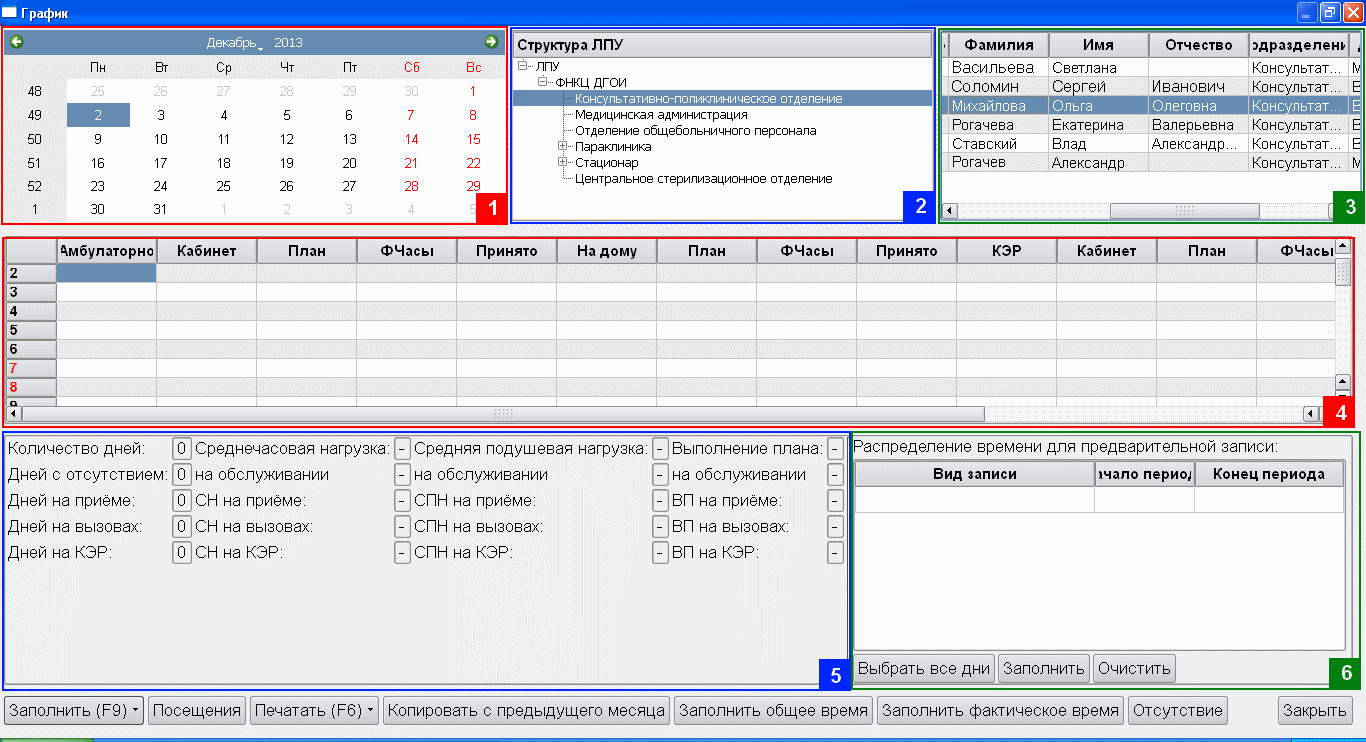 График
Декабрь, 2013
Пн Вт Ср Чт Пт Сб Вс
48 25 26 27 28 29 30 1
49 2 3 4 5 6 7 8
50 9 10 11 12 13 14 15
51 16 17 18 19 20 21 22
52 23 24 25 26 27 28 29
1 30 31 1 2 3 4 5
1
Структура ЛПУ
ЛПУ
ФНКЦ ДГОИ
Консультативно-поликлиническое отделение
Медицинская администрация
Отделение общебольничного персонала
Параклиника
Стационар
Центральное стерилизационное отделение
2
Фамилия Имя Отчество одразделени
Васильева Светлана Консультат... М
Соломин Сергей Иванович Консультат... В
Михайлова Ольга Олеговна Консультат... В
Рогачева Екатерина Валерьевна Консультат... В
Ставский Влад Александр... Консультат... В
Рогачев Александр Консультат... М
3
Амбулаторно Кабинет План ФЧасы Принято На дому План ФЧасы Принято КЭР Кабинет План ФЧасы
2
3
4
5
6
7
8
9
4
Количество дней: 0 Среднечасовая нагрузка: - Средняя подушевая нагрузка: - Выполнение плана: -
Дней с отсутствием: 0 на обслуживании - на обслуживании - на обслуживании -
Дней на приёме: 0 СН на приёме: - СПН на приёме: - ВП на приёме: -
Дней на вызовах: 0 СН на вызовах: - СПН на вызовах: - ВП на вызовах: -
Дней на КЭР: 0 СН на КЭР: - СПН на КЭР: - ВП на КЭР: -
5
Распределение времени для предварительной записи:
Вид записи ачало период Конец периода
Выбрать все дни Заполнить Очистить
6
Заполнить (F9) Посещения Печатать (F6) Копировать с предыдущего месяца Заполнить общее время Заполнить фактическое время Отсутствие Закрыть